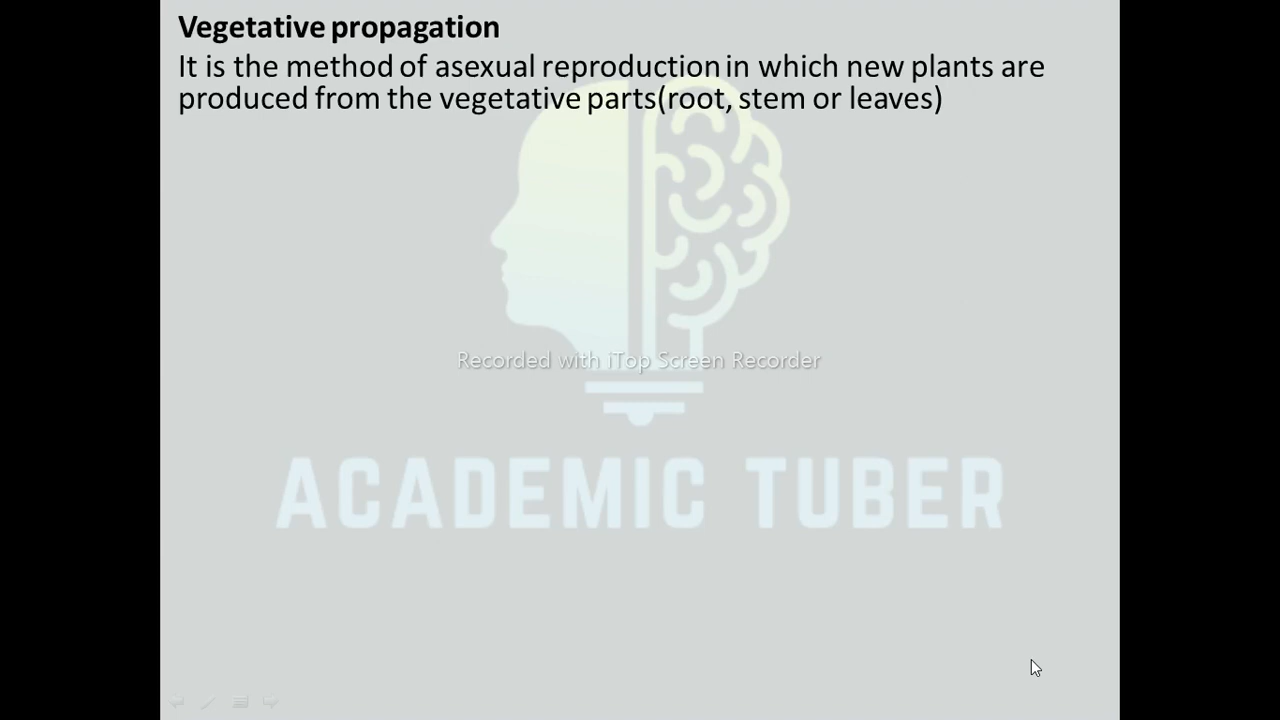 Vegetative propagation
It is the method of asexual reproduction in which new plants are
produced from the vegetative parts(root, stem or leaves)
Recorded with iTop Screen Recorder
ACADEMIC TUBER